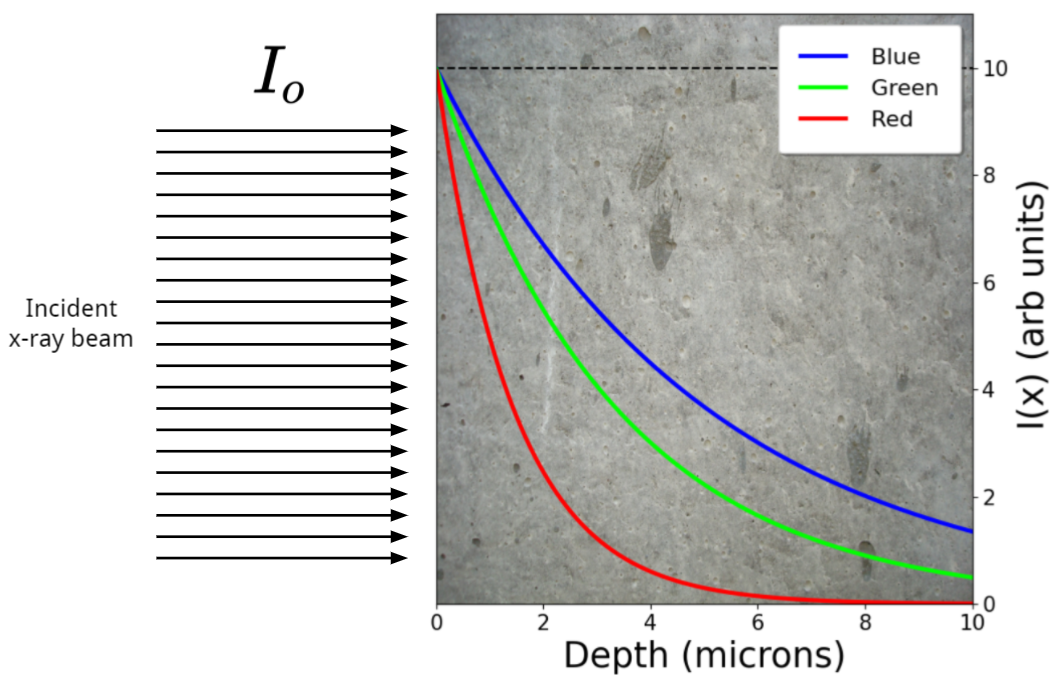 I₀
Incident
x-ray beam
Blue
Green
Red
10
8
6
4
2
0
I(x) (arb units)
0 2 4 6 8 10
Depth (microns)